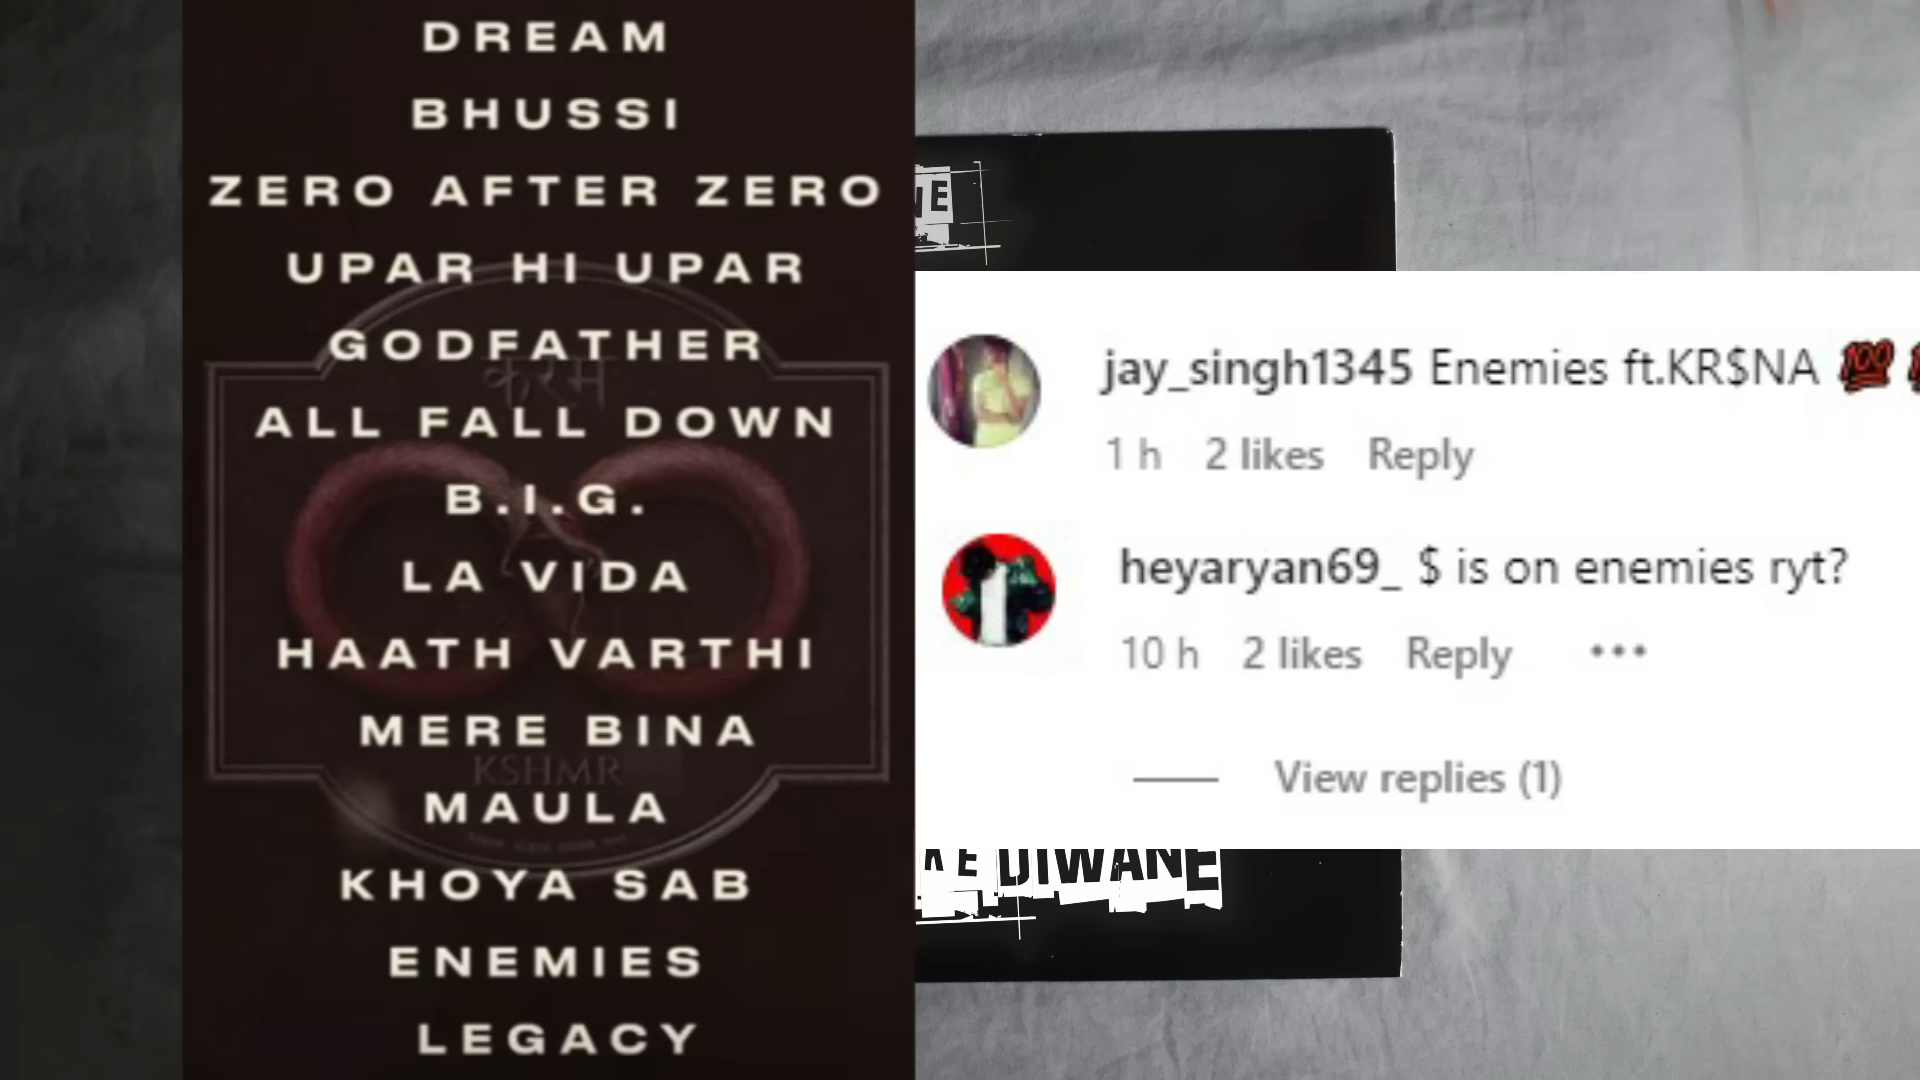 DREAM
BHUSSI
ZERO AFTER ZERO
UPAR HI UPAR
GODFATHER
करम
ALL FALL DOWN
B.I.G.
LA VIDA
HAATH VARTHI
MERE BINA
KSHMR
MAULA
KHOYA SAB
ENEMIES
LEGACY
jay_singh1345 Enemies ft.KR$NA 💯
1 h 2 likes Reply
heyaryan69_ $ is on enemies ryt?
10 h 2 likes Reply •••
View replies (1)
DIWANE